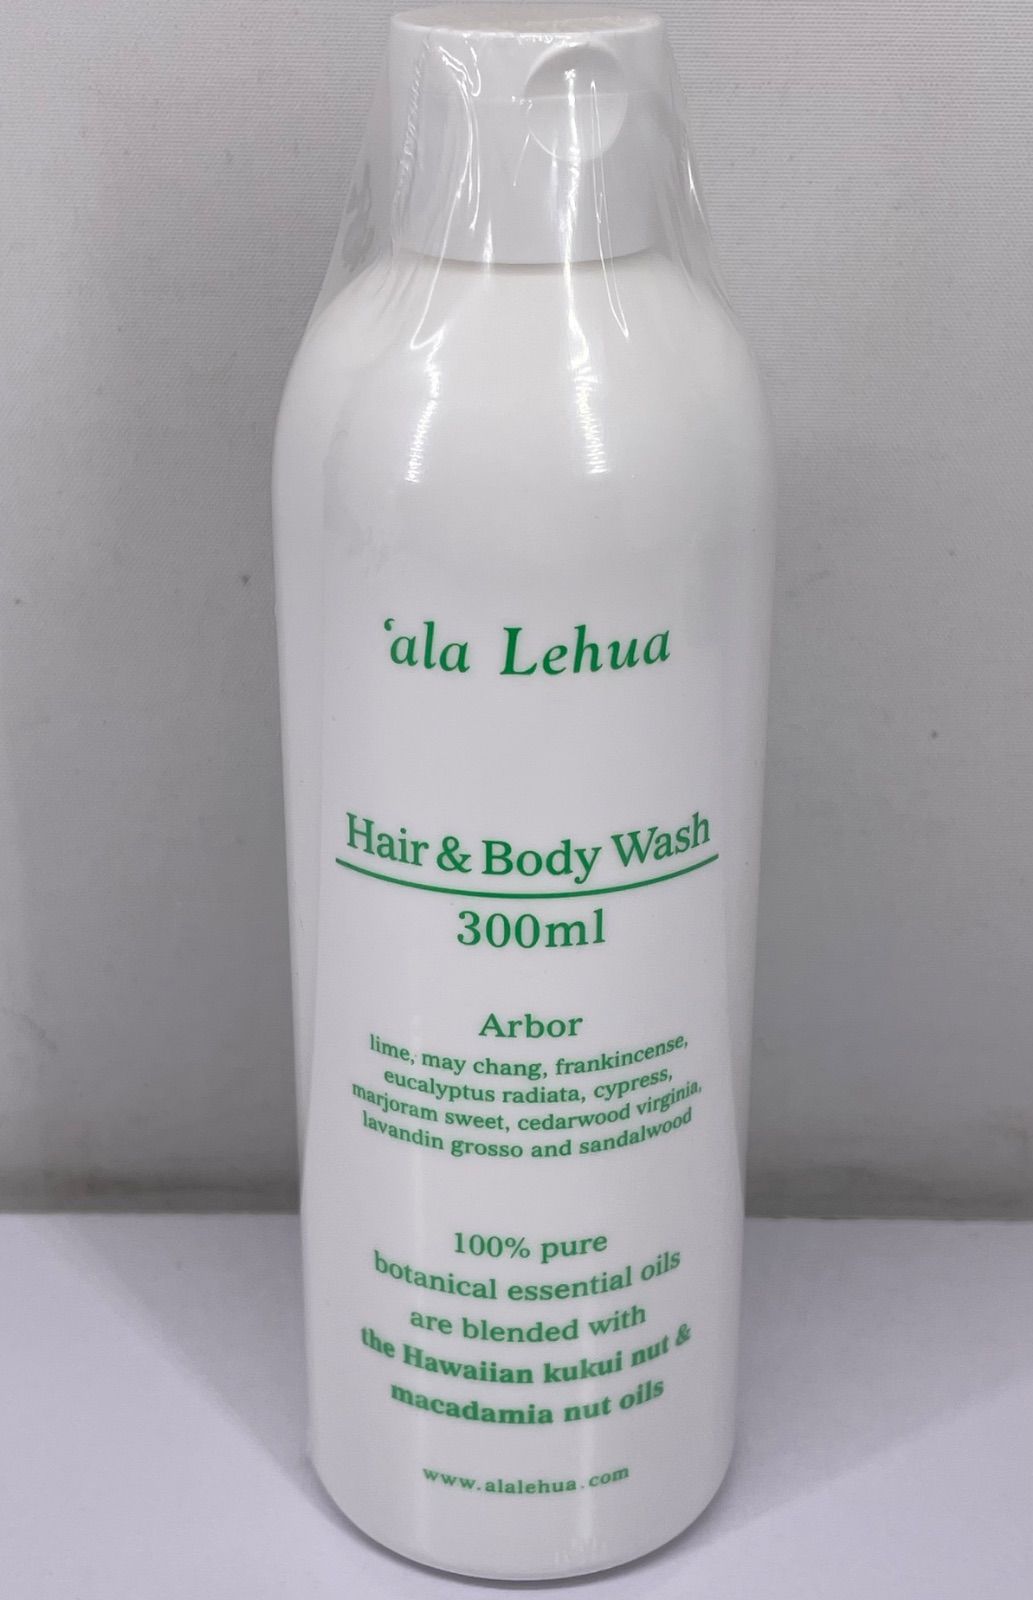 ‘ala Lehua
Hair & Body Wash
300ml
Arbor
lime, may chang, frankincense,
eucalyptus radiata, cypress,
marjoram sweet, cedarwood virginia,
lavandin grosso and sandalwood
100% pure
botanical essential oils
are blended with
the Hawaiian kukui nut &
macadamia nut oils
www.alalehua.com